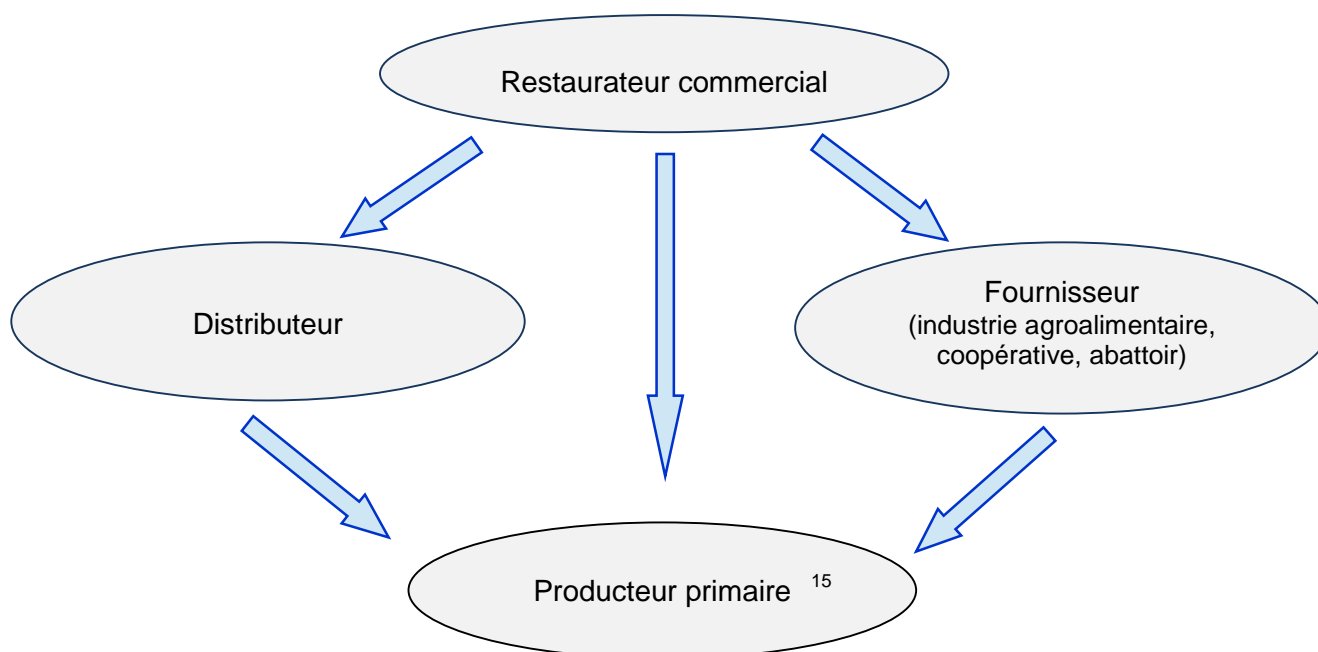 Restaurateur commercial
Distributeur
Fournisseur
(industrie agroalimentaire,
coopérative, abattoir)
Producteur primaire 15